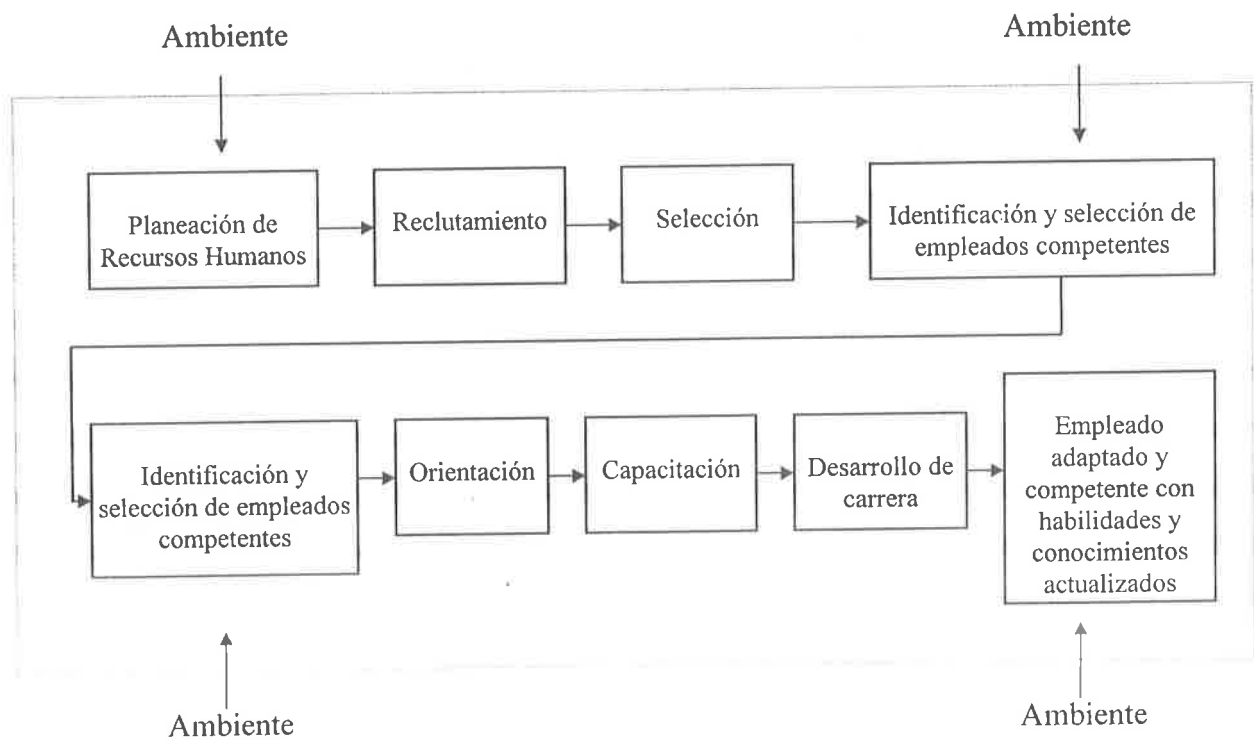 Ambiente
Ambiente
Planeación de
Recursos Humanos
Reclutamiento
Selección
Identificación y selección de
empleados competentes
Identificación y
selección de empleados
competentes
Orientación
Capacitación
Desarrollo de
carrera
Empleado
adaptado y
competente con
habilidades y
conocimientos
actualizados
Ambiente
Ambiente